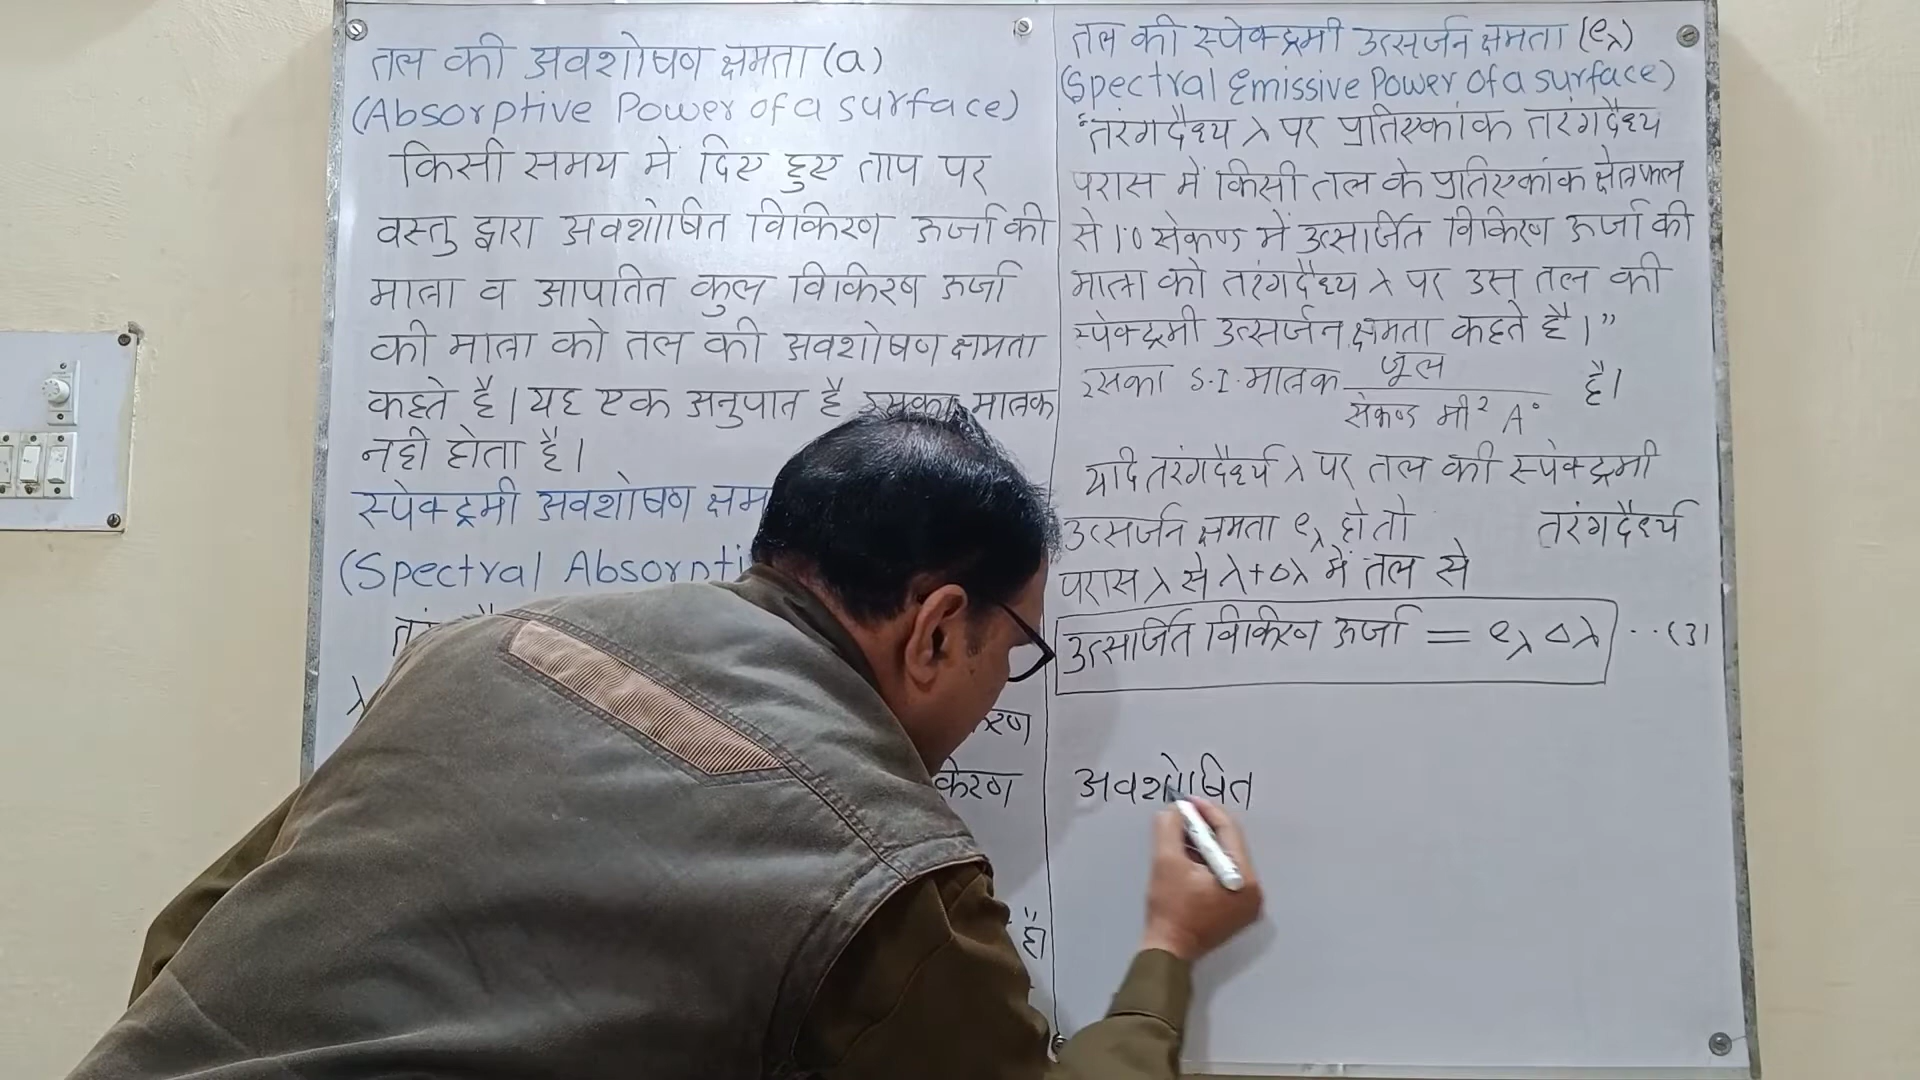 तल की अवशोषण क्षमता (a)
(Absorptive Power of a surface)
किसी समय में दिए हुए ताप पर
वस्तु द्वारा अवशोषित विकिरण ऊर्जा की
मात्रा व आपतित कुल विकिरण ऊर्जा
की मात्रा को तल की अवशोषण क्षमता
कहते है। यह एक अनुपात है इसका मात्रक
नही होता है।
स्पेक्ट्रमी अवशोषण
(Spectral
λ
है।
तल की स्पेक्ट्रमी उत्सर्जन क्षमता (eλ)
(Spectral Emissive Power of a surface)
"तरंगदैर्ध्य λ पर प्रतिएकांक तरंगदैर्ध्य
परास में किसी तल के प्रतिएकांक क्षेत्रफल
से 1.0 सेकण्ड में उत्सर्जित विकिरण ऊर्जा की
मात्रा को तरंगदैर्ध्य λ पर उस तल की
स्पेक्ट्रमी उत्सर्जन क्षमता कहते है।"
इसका S.I. मात्रक जूल / सेकण्ड मी² A° है।
यदि तरंगदैर्ध्य λ पर तल की स्पेक्ट्रमी
उत्सर्जन क्षमता eλ हो तो तरंगदैर्ध्य
परास λ से λ+Δλ में तल से
उत्सर्जित विकिरण ऊर्जा = eλ Δλ ..(3)
अवशोषित